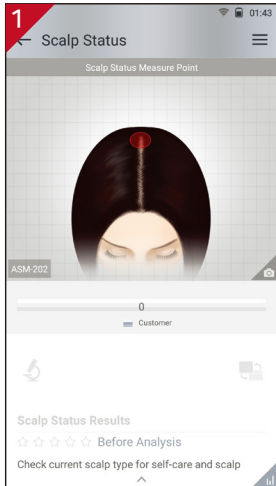 1
01:43
Scalp Status
Scalp Status Measure Point
ASM-202
0
Customer
Scalp Status Results
Before Analysis
Check current scalp type for self-care and scalp